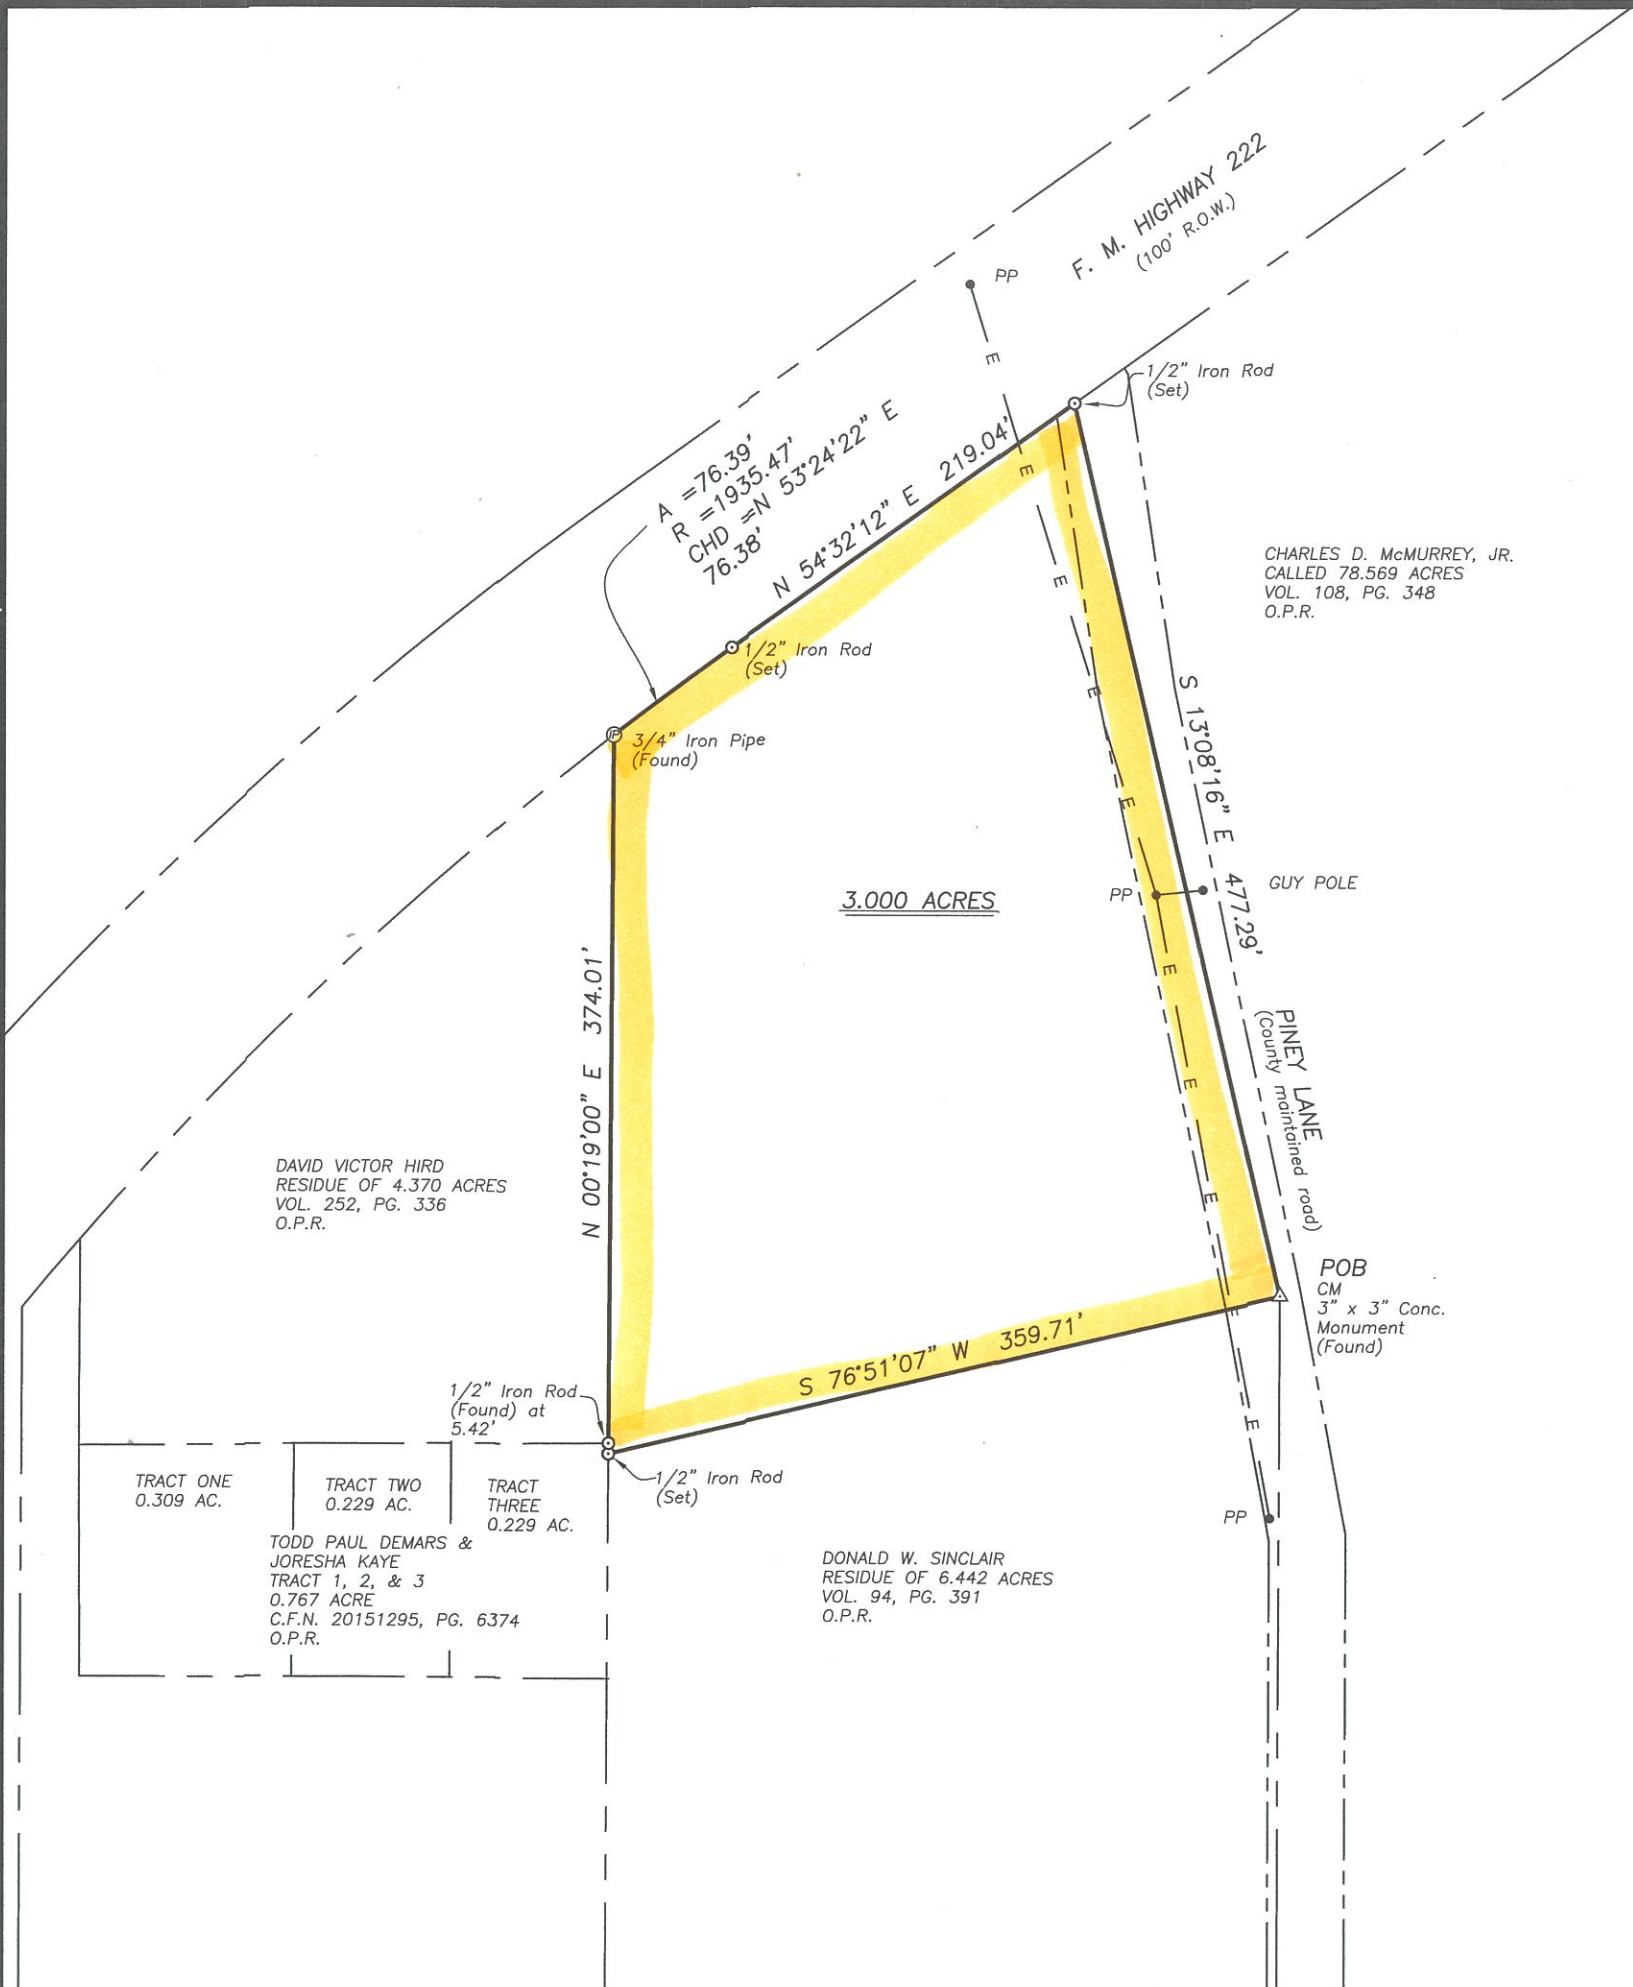 F. M. HIGHWAY 222
(100' R.O.W.)
PP
E
1/2" Iron Rod
(Set)
A =76.39'
R =1935.47'
CHD =N 53°24'22" E
76.38'
N 54°32'12" E 219.04'
E
E
CHARLES D. McMURREY, JR.
CALLED 78.569 ACRES
VOL. 108, PG. 348
O.P.R.
1/2" Iron Rod
(Set)
E
S 13°08'16" E 477.29'
IP
3/4" Iron Pipe
(Found)
E
3.000 ACRES
PP
GUY POLE
E
N 00°19'00" E 374.01'
PINEY LANE
(County maintained road)
E
DAVID VICTOR HIRD
RESIDUE OF 4.370 ACRES
VOL. 252, PG. 336
O.P.R.
E
POB
CM
3" x 3" Conc.
Monument
(Found)
E
S 76°51'07" W 359.71'
1/2" Iron Rod
(Found) at
5.42'
E
TRACT ONE
0.309 AC.
TRACT TWO
0.229 AC.
TRACT
THREE
0.229 AC.
1/2" Iron Rod
(Set)
PP
TODD PAUL DEMARS &
JORESHA KAYE
TRACT 1, 2, & 3
0.767 ACRE
C.F.N. 20151295, PG. 6374
O.P.R.
DONALD W. SINCLAIR
RESIDUE OF 6.442 ACRES
VOL. 94, PG. 391
O.P.R.